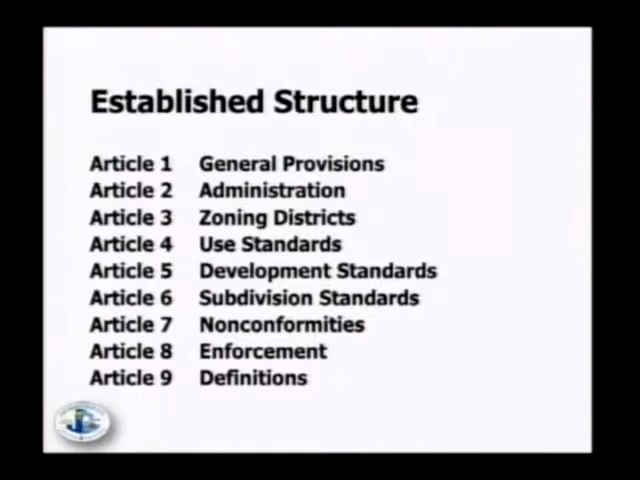 Established Structure
Article 1 General Provisions
Article 2 Administration
Article 3 Zoning Districts
Article 4 Use Standards
Article 5 Development Standards
Article 6 Subdivision Standards
Article 7 Nonconformities
Article 8 Enforcement
Article 9 Definitions